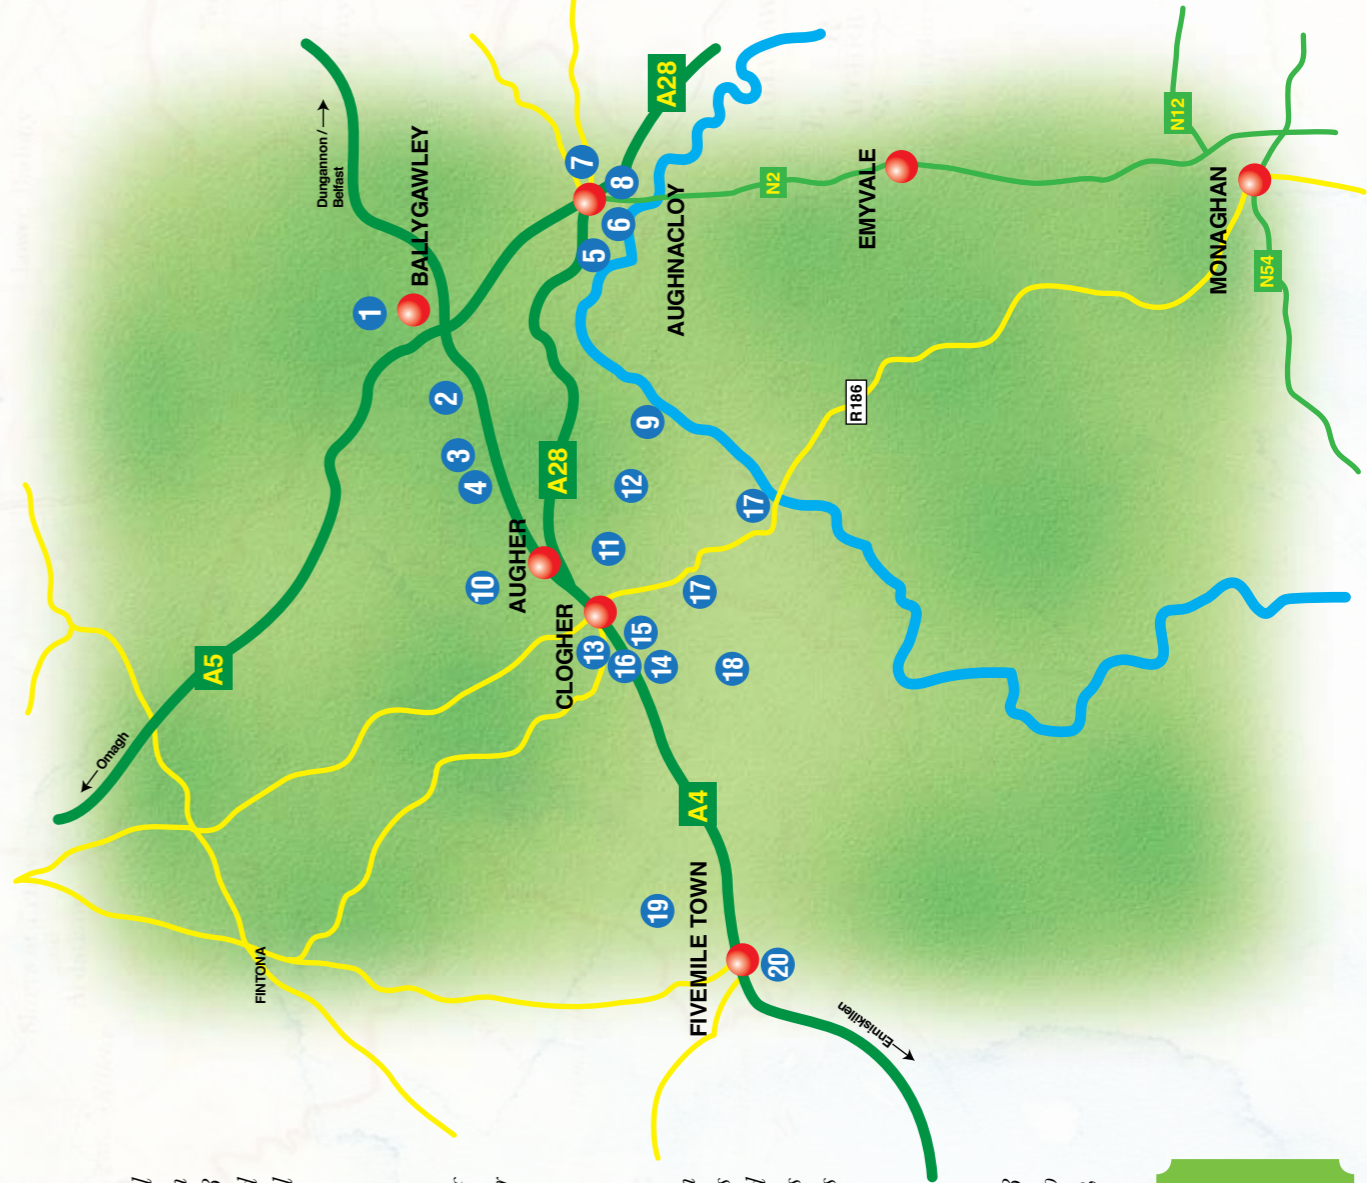 A5
← Omagh
Dungannon / →
Belfast
BALLYGAWLEY
1
2
3
4
A28
7
8
6
5
AUGHNACLOY
N2
EMYVALE
N12
MONAGHAN
N54
R186
9
A28
12
11
17
17
10
AUGHER
CLOGHER
13
16
15
14
18
A4
19
FIVEMILE TOWN
20
Enniskillen →
FINTONA